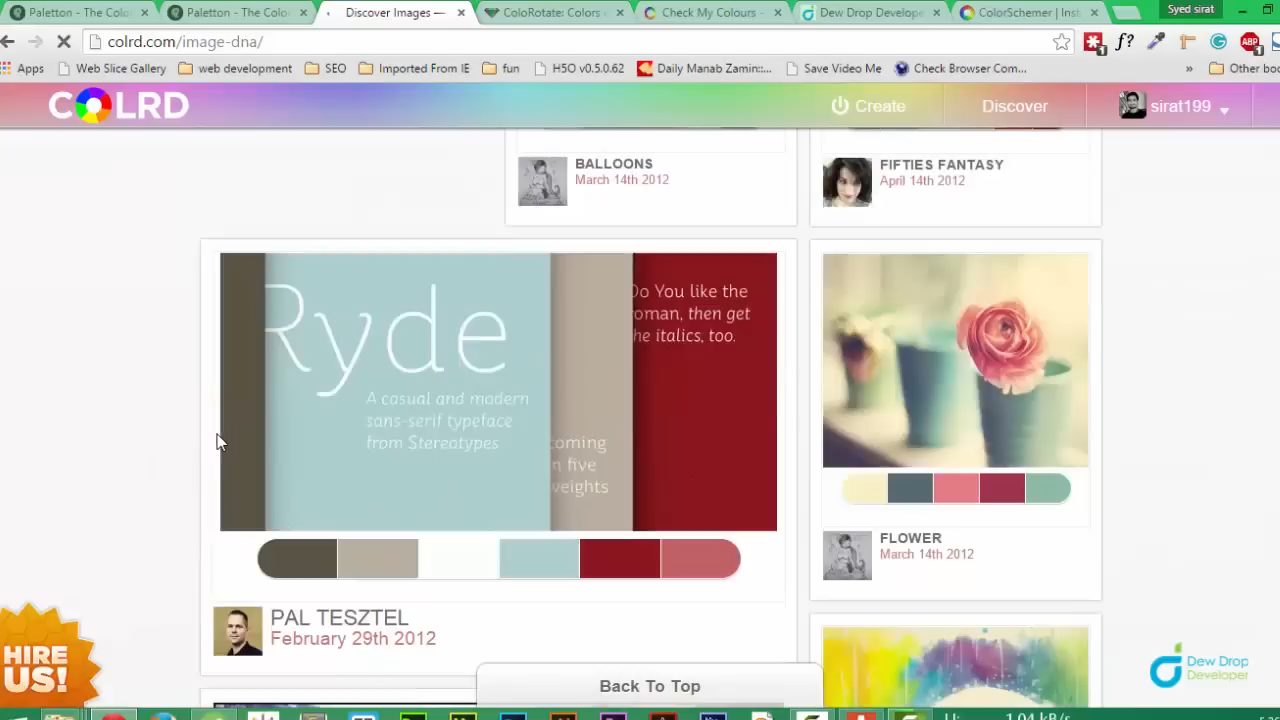 Paletton - The Colo
Paletton - The Color
Discover Images —
ColoRotate: Colors
Check My Colours -
Dew Drop Develope
ColorSchemer | Inst
Syed sirat
colrd.com/image-dna/
f?
ABP
1
1
Apps
Web Slice Gallery
web development
SEO
Imported From IE
fun
H5O v0.5.0.62
Daily Manab Zamin:::...
Save Video Me
Check Browser Com...
»
Other boo
COLRD
Create
Discover
sirat199
BALLOONS
March 14th 2012
FIFTIES FANTASY
April 14th 2012
Ryde
A casual and modern
sans-serif typeface
from Stereotypes
coming
n five
weights
Do You like the
oman, then get
he italics, too.
FLOWER
March 14th 2012
PAL TESZTEL
February 29th 2012
HIRE
US!
Back To Top
Dew Drop
Developer
1.04 kB/s